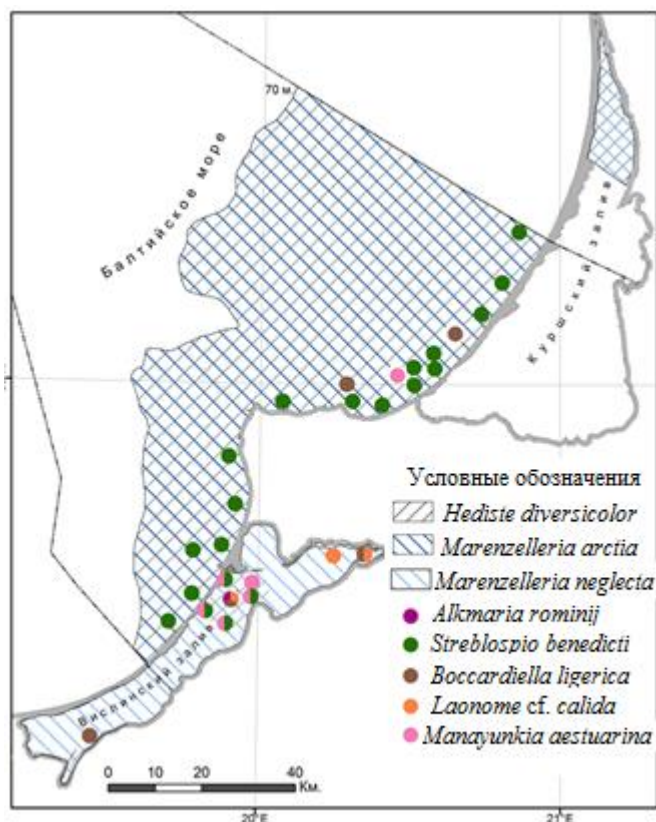 70 м.
Балтийское море
Куршский залив
Вислинский залив
Условные обозначения
Hediste diversicolor
Marenzelleria arctia
Marenzelleria neglecta
Alkmaria rominij
Streblospio benedicti
Boccardiella ligerica
Laonome cf. calida
Manayunkia aestuarina
0 10 20 40
Км.
20°E 21°E